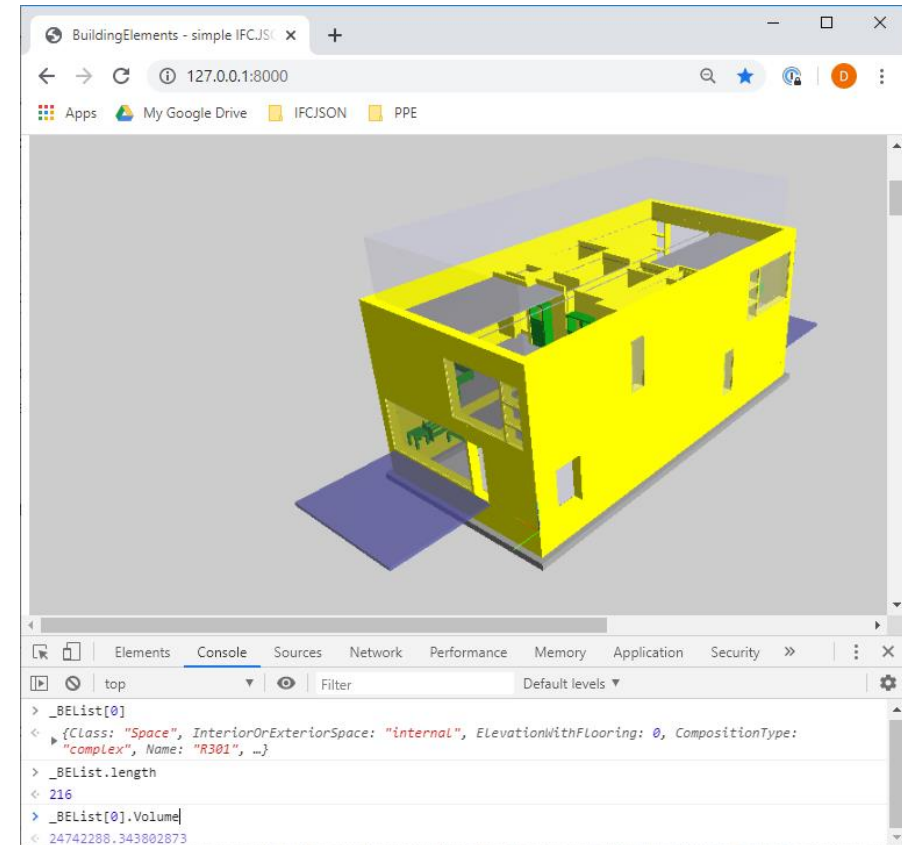 BuildingElements - simple IFC.JS
127.0.0.1:8000
D
Apps My Google Drive IFCJSON PPE
Elements Console Sources Network Performance Memory Application Security »
top Filter Default levels ▼
> _BEList[0]
{Class: "Space", InteriorOrExteriorSpace: "internal", ElevationWithFLooring: 0, CompositionType:
"complex", Name: "R301", …}
> _BEList.length
216
> _BEList[0].Volume
24742288.343802873